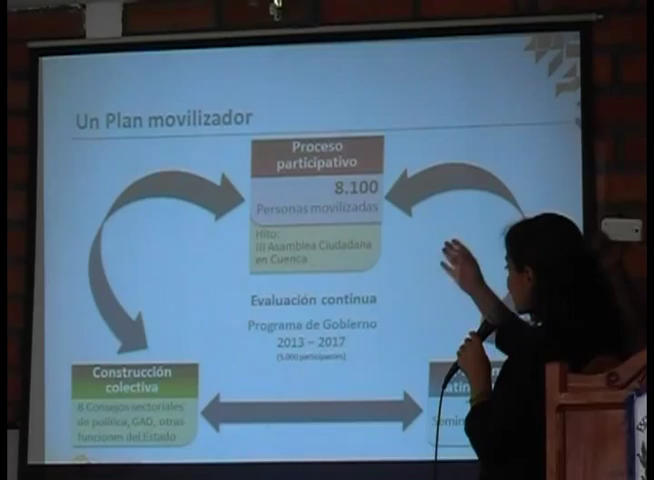 Un Plan movilizador
Proceso
participativo
8.100
Personas movilizadas
Hito:
III Asamblea Ciudadana
en Cuenca
Evaluación continua
Programa de Gobierno
2013 – 2017
(5.000 participantes)
Construcción
colectiva
8 Consejos sectoriales
de política, GAD, otras
funciones del Estado